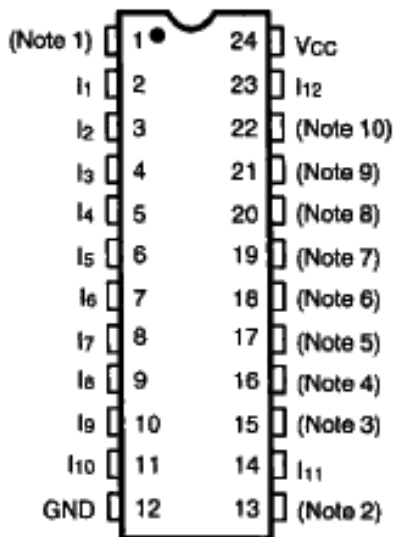 (Note 1) 1 24 VCC
I1 2 23 I12
I2 3 22 (Note 10)
I3 4 21 (Note 9)
I4 5 20 (Note 8)
I5 6 19 (Note 7)
I6 7 18 (Note 6)
I7 8 17 (Note 5)
I8 9 16 (Note 4)
I9 10 15 (Note 3)
I10 11 14 I11
GND 12 13 (Note 2)